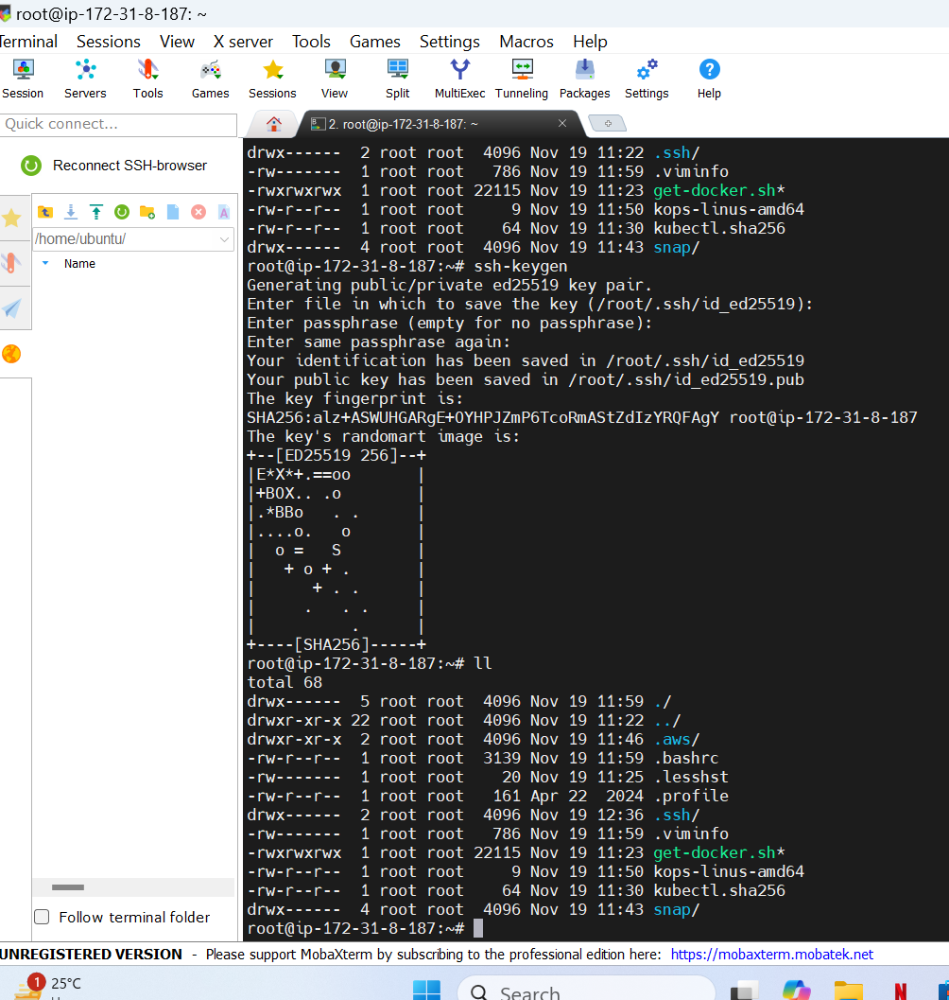 root@ip-172-31-8-187: ~
Terminal Sessions View X server Tools Games Settings Macros Help
Session Servers Tools Games Sessions View Split MultiExec Tunneling Packages Settings Help
Quick connect...
2. root@ip-172-31-8-187: ~
Reconnect SSH-browser
/home/ubuntu/
Name
drwx------  2 root root  4096 Nov 19 11:22 .ssh/
-rw-------  1 root root   786 Nov 19 11:59 .viminfo
-rwxrwxrwx  1 root root 22115 Nov 19 11:23 get-docker.sh*
-rw-r--r--  1 root root     9 Nov 19 11:50 kops-linus-amd64
-rw-r--r--  1 root root    64 Nov 19 11:30 kubectl.sha256
drwx------  4 root root  4096 Nov 19 11:43 snap/
root@ip-172-31-8-187:~# ssh-keygen
Generating public/private ed25519 key pair.
Enter file in which to save the key (/root/.ssh/id_ed25519):
Enter passphrase (empty for no passphrase):
Enter same passphrase again:
Your identification has been saved in /root/.ssh/id_ed25519
Your public key has been saved in /root/.ssh/id_ed25519.pub
The key fingerprint is:
SHA256:alz+ASWUHGARgE+OYHPJZmP6TcoRmAStZdIzYRQFAgY root@ip-172-31-8-187
The key's randomart image is:
+--[ED25519 256]--+
|E*X*+.==oo       |
|+BOX.. .o        |
|.*BBo   . .      |
|....o.   o       |
|  o =   S        |
|   + o + .       |
|      + . .      |
|     .   . .     |
|          .      |
+----[SHA256]-----+
root@ip-172-31-8-187:~# ll
total 68
drwx------  5 root root  4096 Nov 19 11:59 ./
drwxr-xr-x 22 root root  4096 Nov 19 11:22 ../
drwxr-xr-x  2 root root  4096 Nov 19 11:46 .aws/
-rw-r--r--  1 root root  3139 Nov 19 11:59 .bashrc
-rw-------  1 root root    20 Nov 19 11:25 .lesshst
-rw-r--r--  1 root root   161 Apr 22  2024 .profile
drwx------  2 root root  4096 Nov 19 12:36 .ssh/
-rw-------  1 root root   786 Nov 19 11:59 .viminfo
-rwxrwxrwx  1 root root 22115 Nov 19 11:23 get-docker.sh*
-rw-r--r--  1 root root     9 Nov 19 11:50 kops-linus-amd64
-rw-r--r--  1 root root    64 Nov 19 11:30 kubectl.sha256
drwx------  4 root root  4096 Nov 19 11:43 snap/
root@ip-172-31-8-187:~#
Follow terminal folder
UNREGISTERED VERSION - Please support MobaXterm by subscribing to the professional edition here: https://mobaxterm.mobatek.net
1 25°C
Search